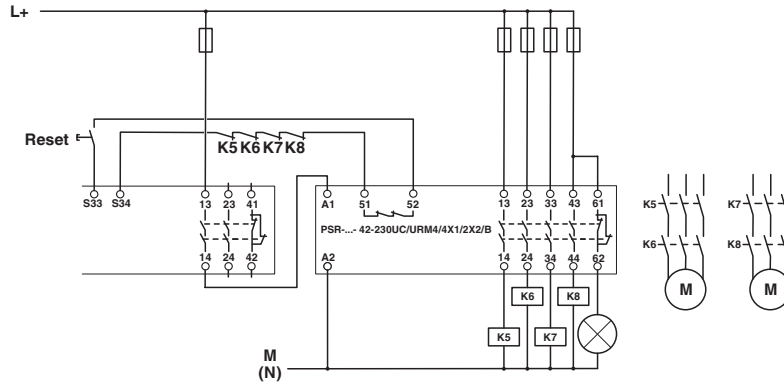 L+
Reset
K5 K6 K7 K8
S33 S34 13 23 41 A1 51 52 13 23 33 43 61
PSR-...- 42-230UC/URM4/4X1/2X2/B
14 24 42 A2 14 24 34 44 62
K5 K7
K6 K8
M M
K6 K8
K5 K7
M
(N)